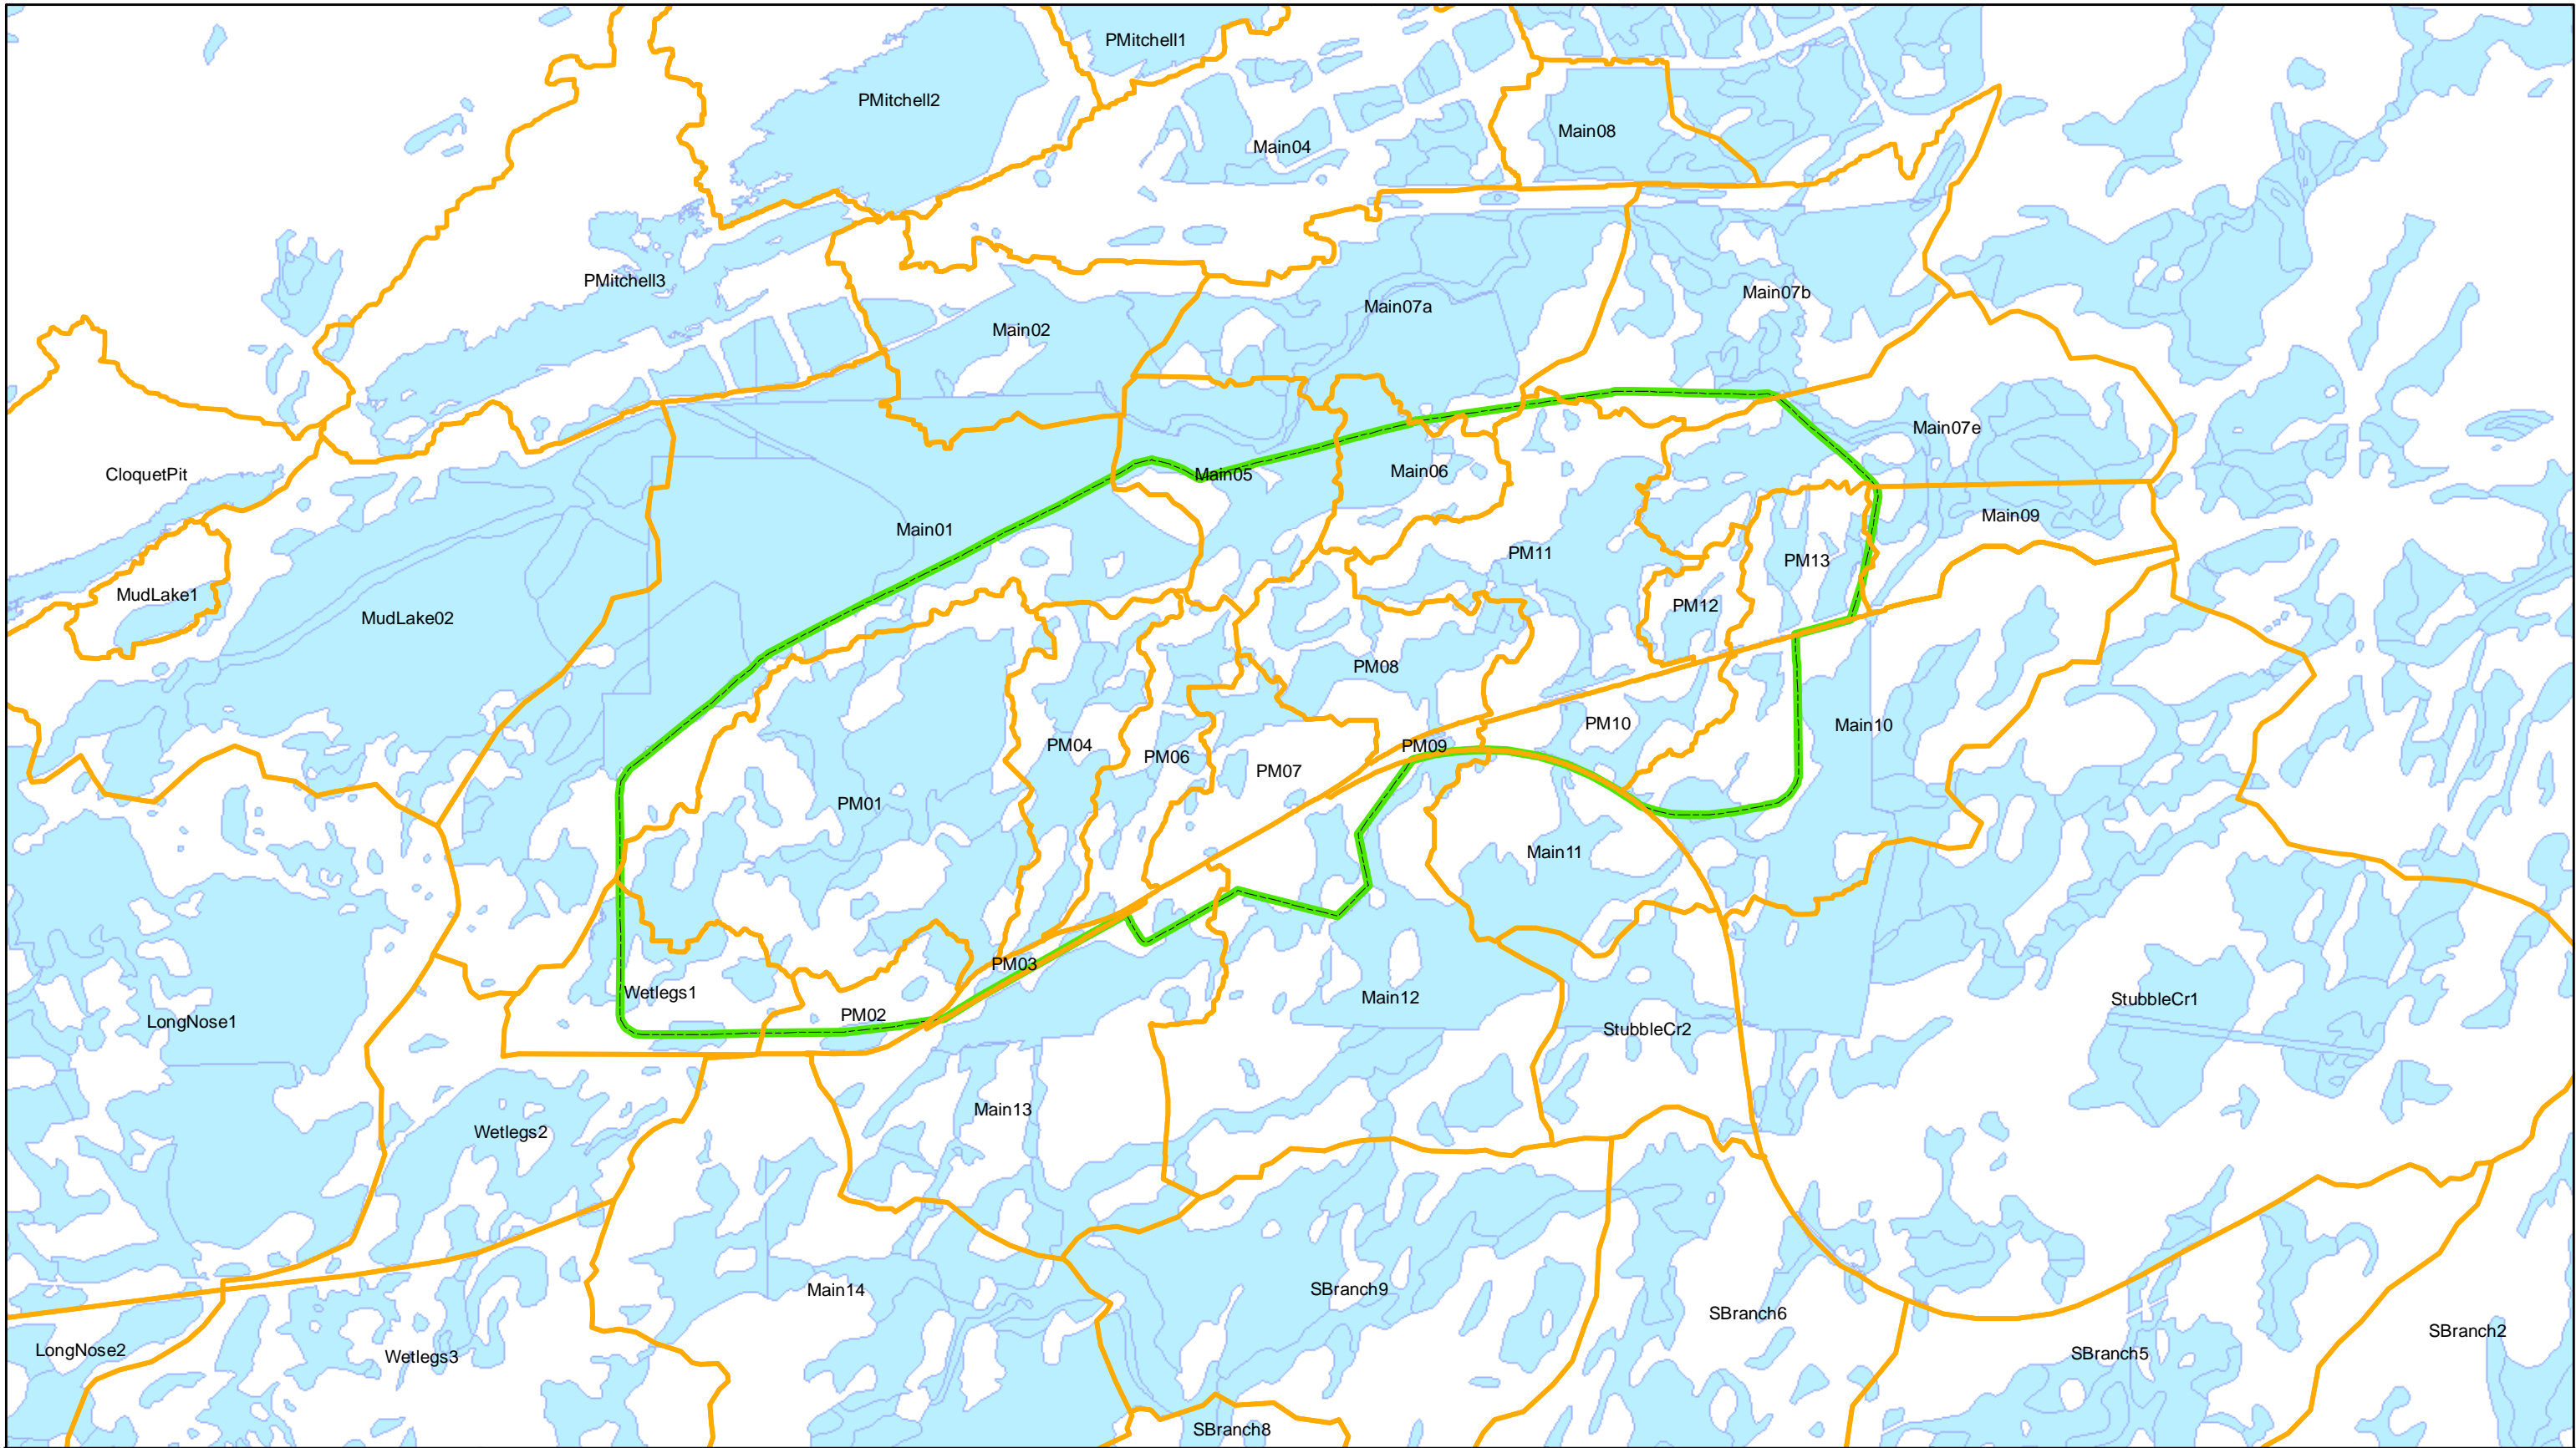 PMitchell1
PMitchell2
Main08
Main04
PMitchell3
Main07b
Main07a
Main02
Main07e
CloquetPit
Main06
Main05
Main09
Main01
PM11
PM13
MudLake1
PM12
MudLake02
PM08
PM10
Main10
PM04
PM09
PM06
PM07
PM01
Main11
PM03
Wetlegs1
Main12
StubbleCr1
PM02
LongNose1
StubbleCr2
Main13
Wetlegs2
Main14
SBranch9
SBranch6
SBranch2
LongNose2
SBranch5
Wetlegs3
SBranch8